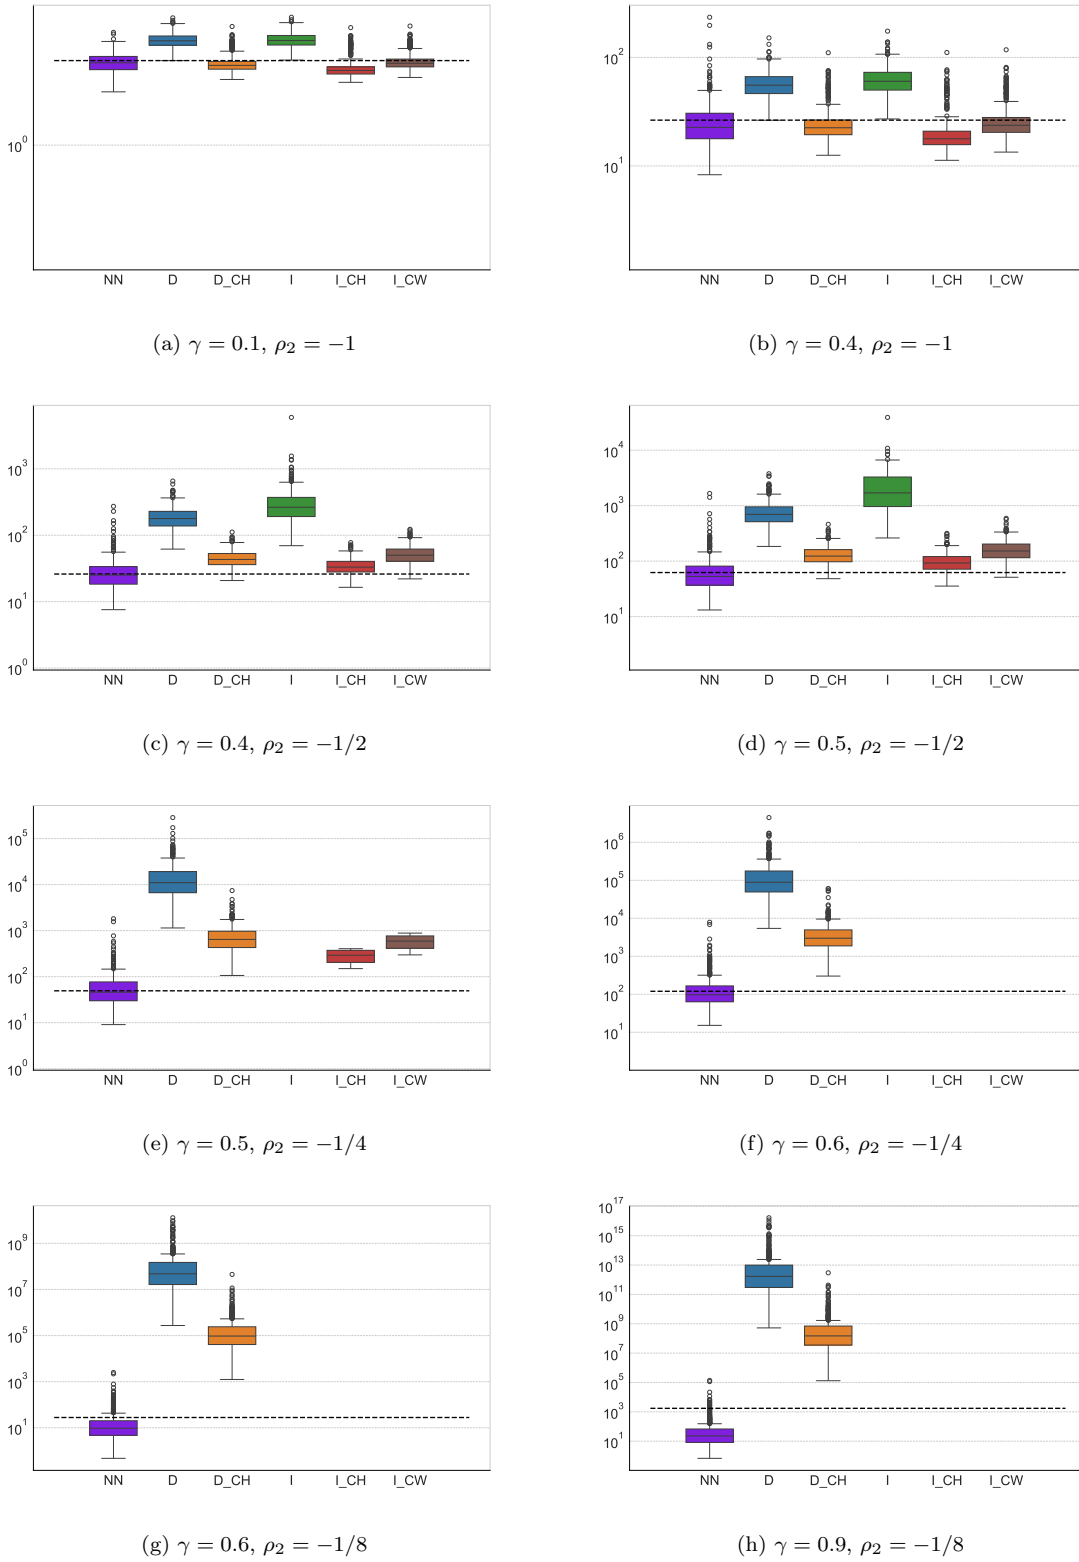 10^0
NN D D_CH I I_CH I_CW
(a) γ = 0.1, ρ₂ = −1
10^2
10^1
NN D D_CH I I_CH I_CW
(b) γ = 0.4, ρ₂ = −1
10^3
10^2
10^1
10^0
NN D D_CH I I_CH I_CW
(c) γ = 0.4, ρ₂ = −1/2
10^4
10^3
10^2
10^1
NN D D_CH I I_CH I_CW
(d) γ = 0.5, ρ₂ = −1/2
10^5
10^4
10^3
10^2
10^1
10^0
NN D D_CH I I_CH I_CW
(e) γ = 0.5, ρ₂ = −1/4
10^6
10^5
10^4
10^3
10^2
10^1
NN D D_CH I I_CH I_CW
(f) γ = 0.6, ρ₂ = −1/4
10^9
10^7
10^5
10^3
10^1
NN D D_CH I I_CH I_CW
(g) γ = 0.6, ρ₂ = −1/8
10^17
10^15
10^13
10^11
10^9
10^7
10^5
10^3
10^1
NN D D_CH I I_CH I_CW
(h) γ = 0.9, ρ₂ = −1/8